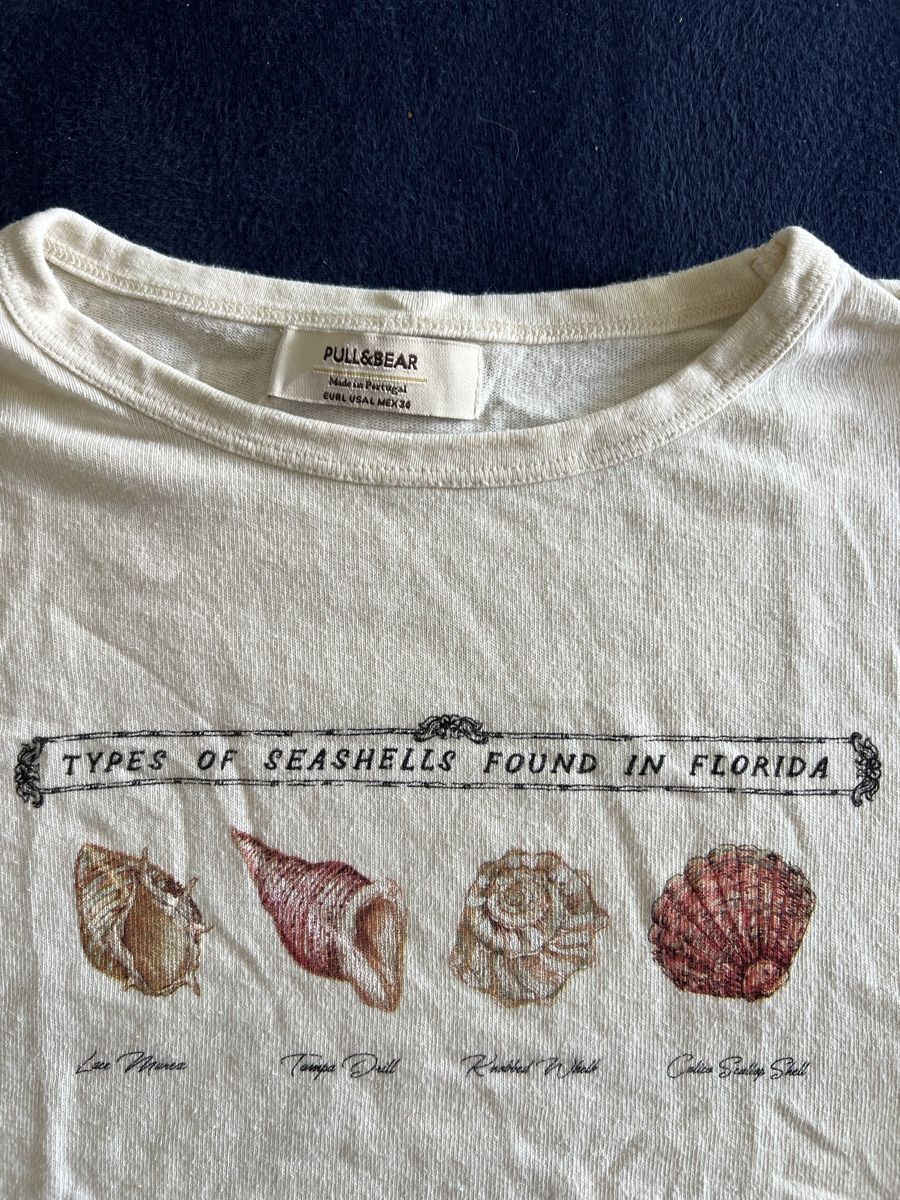 PULL&BEAR
Made in Portugal
EUR L USA L MEX 36
TYPES OF SEASHELLS FOUND IN FLORIDA
Lace Murex
Tampa Drill
Knobbed Whelk
Calico Scallop Shell